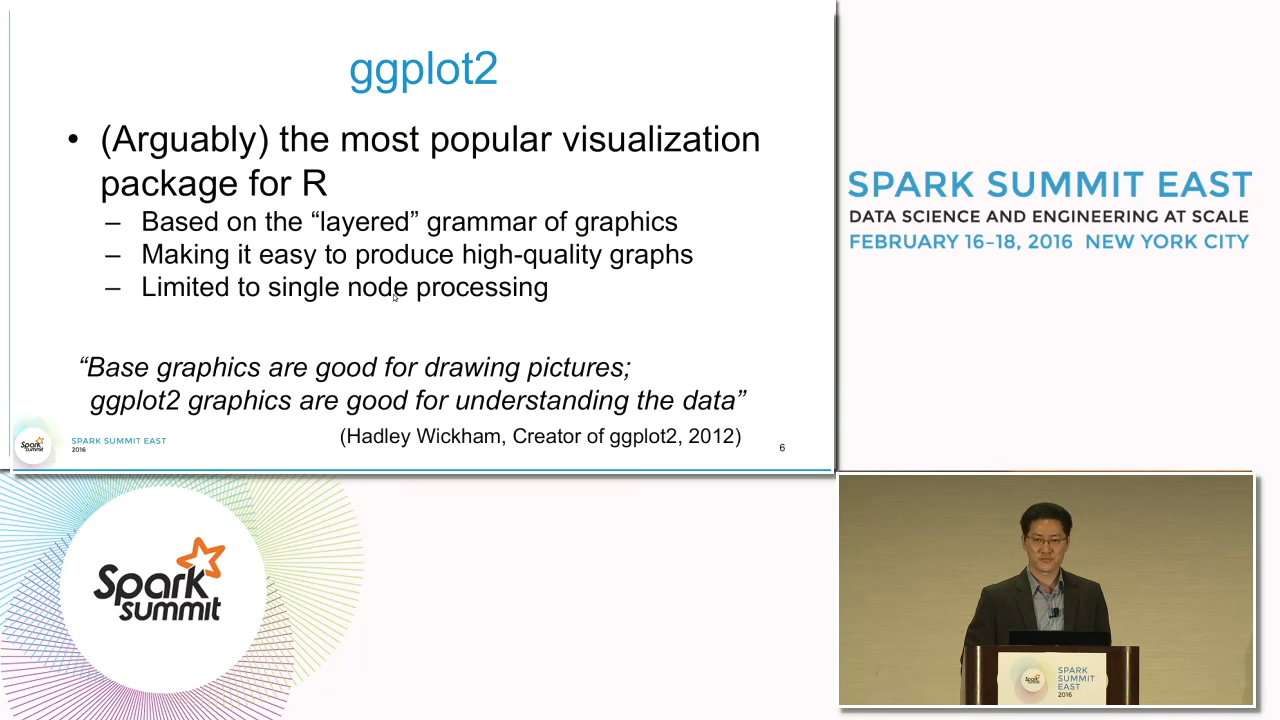 ggplot2
• (Arguably) the most popular visualization
package for R
– Based on the “layered” grammar of graphics
– Making it easy to produce high-quality graphs
– Limited to single node processing
“Base graphics are good for drawing pictures;
ggplot2 graphics are good for understanding the data”
(Hadley Wickham, Creator of ggplot2, 2012)
Spark
summit
SPARK SUMMIT EAST
2016
6
SPARK SUMMIT EAST
DATA SCIENCE AND ENGINEERING AT SCALE
FEBRUARY 16–18, 2016 NEW YORK CITY
Spark
summit
Spark
SPARK
SUMMIT
EAST
2016